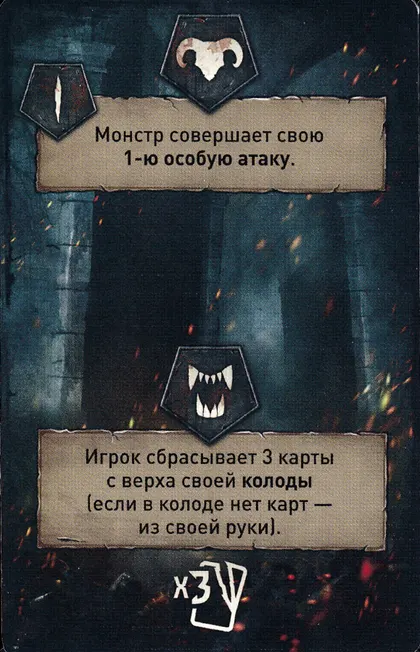 Монстр совершает свою
1-ю особую атаку.
Игрок сбрасывает 3 карты
с верха своей колоды
(если в колоде нет карт —
из своей руки).
x3